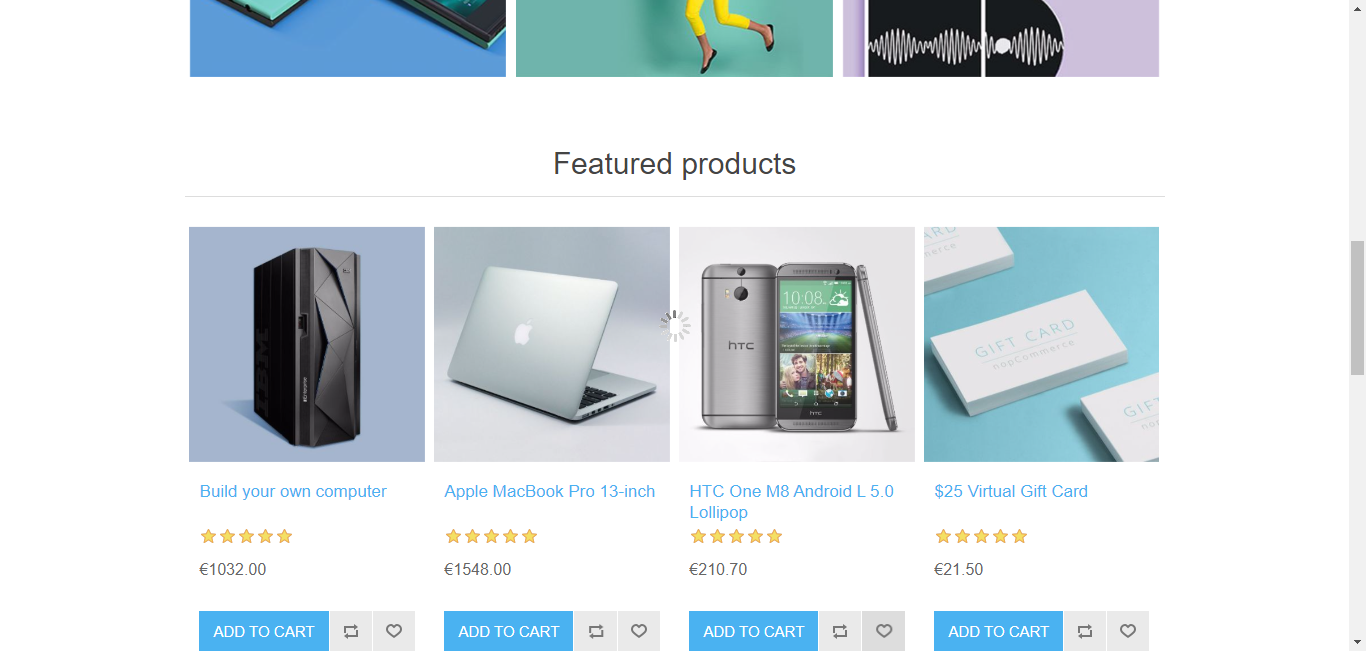 Featured products
hTC
10:08
hTC
GIFT CARD
nopCommerce
Build your own computer
Apple MacBook Pro 13-inch
HTC One M8 Android L 5.0
Lollipop
$25 Virtual Gift Card
€1032.00
€1548.00
€210.70
€21.50
ADD TO CART
ADD TO CART
ADD TO CART
ADD TO CART